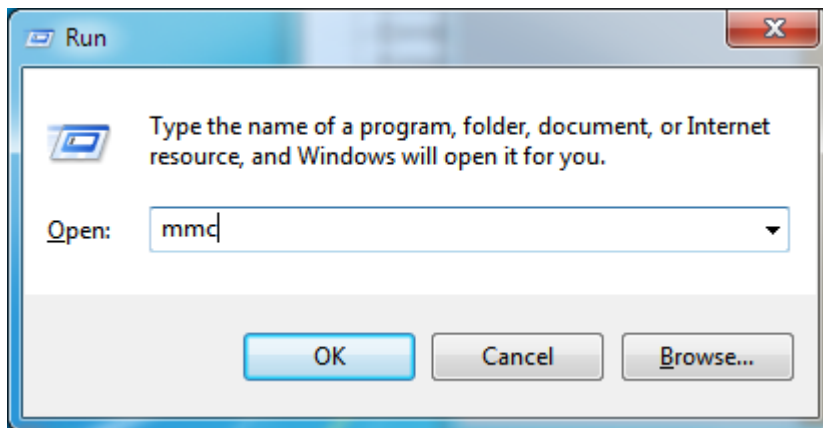 Run
Type the name of a program, folder, document, or Internet
resource, and Windows will open it for you.
Open: mmc
OK Cancel Browse...